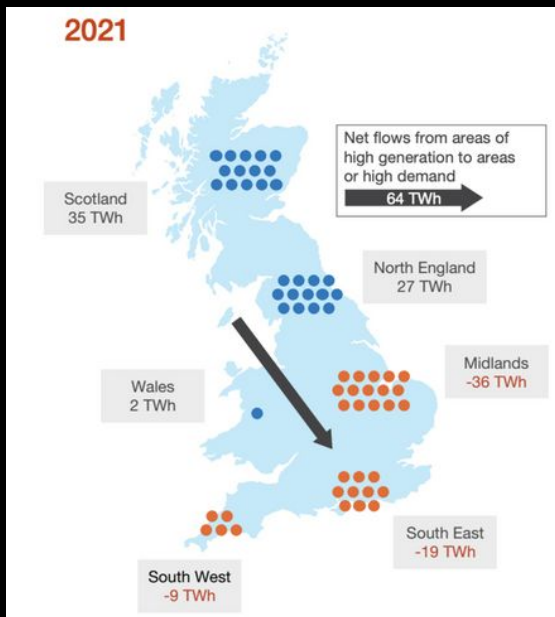 2021
Net flows from areas of
high generation to areas
or high demand
64 TWh
Scotland
35 TWh
North England
27 TWh
Midlands
-36 TWh
Wales
2 TWh
South East
-19 TWh
South West
-9 TWh